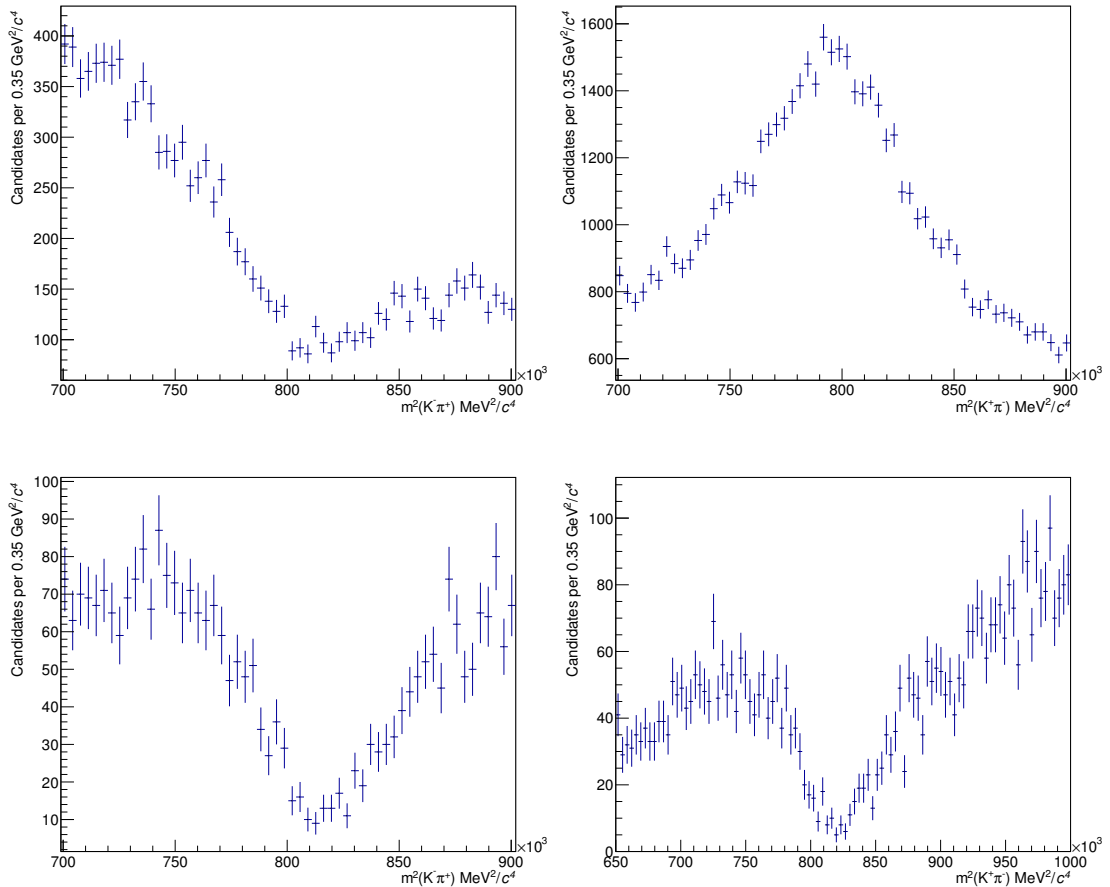 Candidates per 0.35 GeV²/c⁴
400
350
300
250
200
150
100
700 750 800 850 900
×10³
m²(K⁻π⁺) MeV²/c⁴
Candidates per 0.35 GeV²/c⁴
1600
1400
1200
1000
800
600
700 750 800 850 900
×10³
m²(K⁺π⁻) MeV²/c⁴
Candidates per 0.35 GeV²/c⁴
100
90
80
70
60
50
40
30
20
10
700 750 800 850 900
×10³
m²(K⁻π⁺) MeV²/c⁴
Candidates per 0.35 GeV²/c⁴
100
80
60
40
20
0
650 700 750 800 850 900 950 1000
×10³
m²(K⁺π⁻) MeV²/c⁴